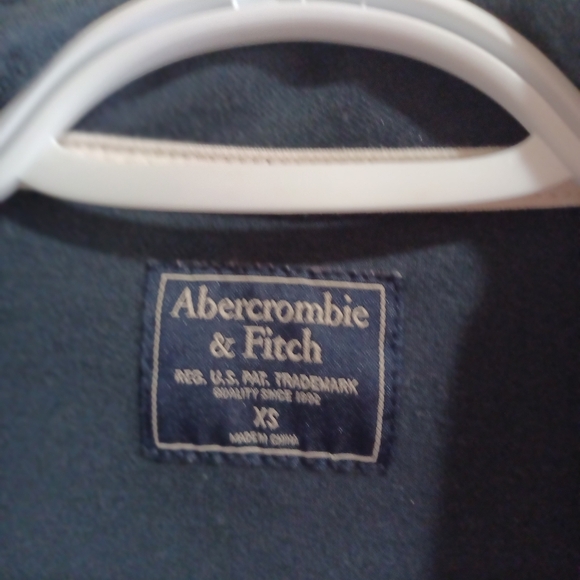 Abercrombie
& Fitch
REG. U.S. PAT. TRADEMARK
QUALITY SINCE 1892
XS
MADE IN CHINA